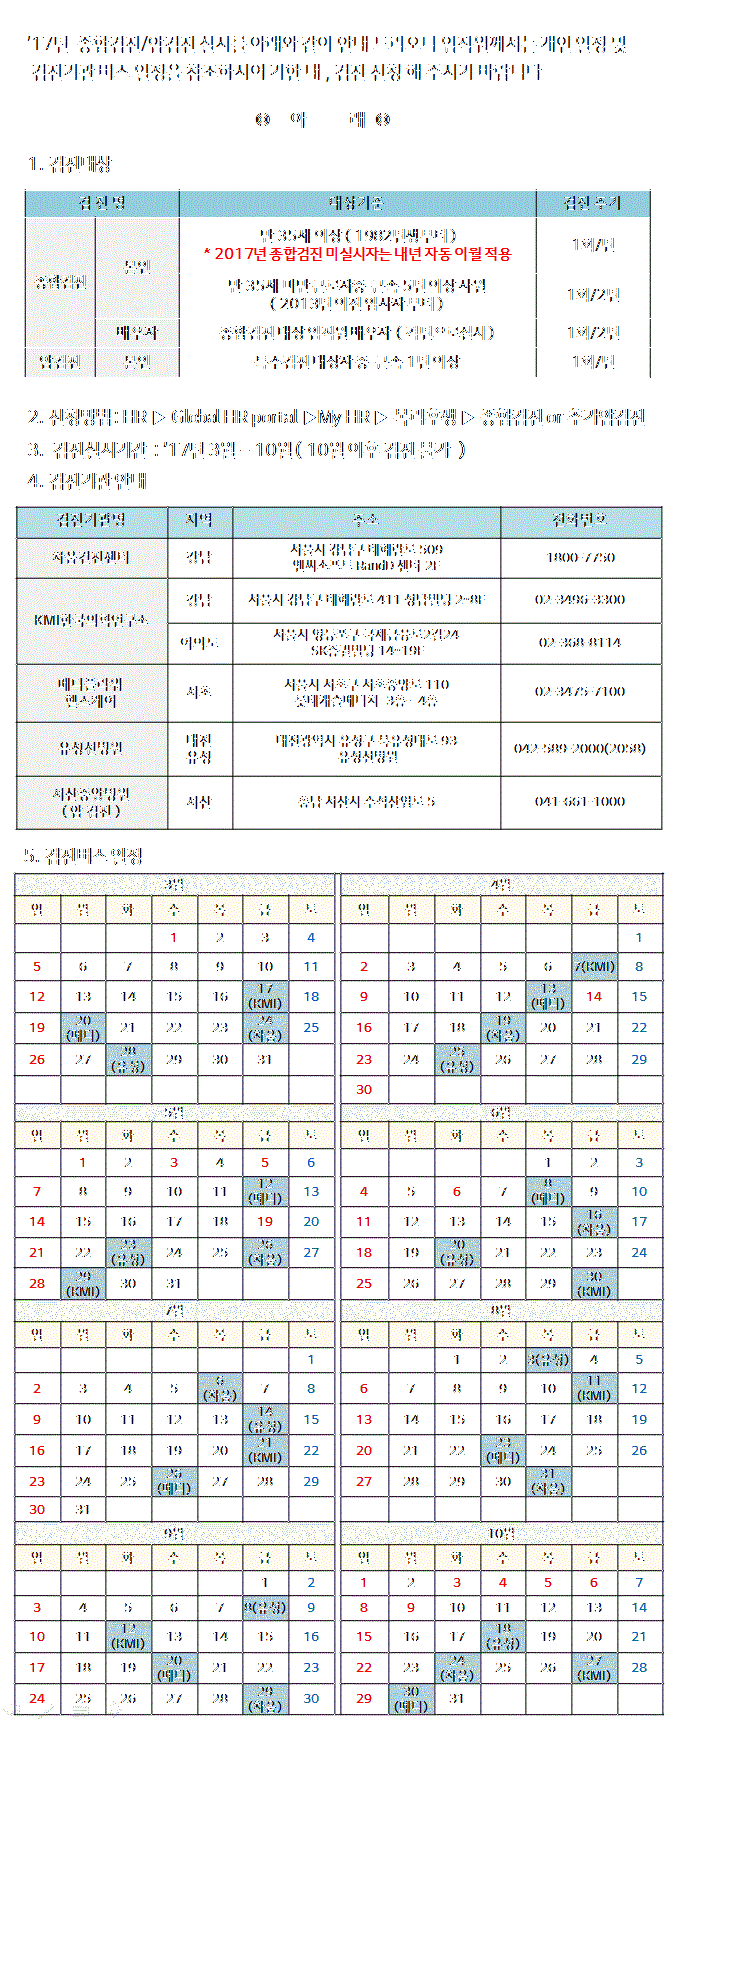 '17년 종합검진/암검진 실시를 아래와 같이 안내드리오니 임직원께서는 개인 일정 및
검진기관 버스 일정을 참조하시어 기한 내, 검진 신청 해 주시기 바랍니다
아 래
1. 검진대상
검 진 명 대상기준 검진 주기
종합검진 본인 만 35세 이상 ( 1982년생 부터 ) 1회/1년
* 2017년 종합검진 미실시자는 내년 자동 이월 적용
만 35세 미만 근로자중 근속 5년 이상 사원 1회/2년
( 2013년 이전 입사자 부터 )
배우자 종합검진 대상 임직원 배우자 ( 격년으로 실시 ) 1회/2년
암검진 본인 특수검진 대상자 중 근속 1년 이상 1회/1년
2. 신청방법 : HR ▷ Global HR portal ▷My HR ▷ 복리후생 ▷ 종합검진 or 추가암검진
3. 검진실시기간 : '17년 3월 ~ 10월 ( 10월 이후 검진 불가 )
4. 검진기관 안내
검진기관명 지역 주소 전화번호
차움검진센터 강남 서울시 강남구 테헤란로 509 1800-7750
엔씨소프트 RandD 센터 2F
KMI한국의학연구소 강남 서울시 강남구 테헤란로 411 성담빌딩 2~8F 02-3496-3300
여의도 서울시 영등포구 국제금융로2길24 02-368-8114
SK증권빌딩 14~19F
메디플라워 헬스케어 서초 서울시 서초구 서초중앙로 110 02-3475-7100
롯데캐슬메디치 3층~4층
유성선병원 대전 유성 대전광역시 유성구 북유성대로 93 042-589-2000(2058)
유성선병원
서산중앙병원 서산 충남 서산시 수석산업로 5 041-661-1000
( 암 검진 )
5. 검진버스 일정
3월
일 월 화 수 목 금 토
1 2 3 4
5 6 7 8 9 10 11
12 13 14 15 16 17(KMI) 18
19 20(메디) 21 22 23 24(차움) 25
26 27 28(유성) 29 30 31
4월
일 월 화 수 목 금 토
1
2 3 4 5 6 7(KMI) 8
9 10 11 12 13(메디) 14 15
16 17 18 19(차움) 20 21 22
23 24 25(유성) 26 27 28 29
30
5월
일 월 화 수 목 금 토
1 2 3 4 5 6
7 8 9 10 11 12(메디) 13
14 15 16 17 18 19 20
21 22 23(유성) 24 25 26(차움) 27
28 29(KMI) 30 31
6월
일 월 화 수 목 금 토
1 2 3
4 5 6 7 8(메디) 9 10
11 12 13 14 15 16(차움) 17
18 19 20(유성) 21 22 23 24
25 26 27 28 29 30(KMI)
7월
일 월 화 수 목 금 토
1
2 3 4 5 6(차움) 7 8
9 10 11 12 13 14(유성) 15
16 17 18 19 20 21(KMI) 22
23 24 25 26(메디) 27 28 29
30 31
8월
일 월 화 수 목 금 토
1 2 3(유성) 4 5
6 7 8 9 10 11(KMI) 12
13 14 15 16 17 18 19
20 21 22 23(메디) 24 25 26
27 28 29 30 31(차움)
9월
일 월 화 수 목 금 토
1 2
3 4 5 6 7 8(유성) 9
10 11 12(KMI) 13 14 15 16
17 18 19 20(메디) 21 22 23
24 25 26 27 28 29(차움) 30
10월
일 월 화 수 목 금 토
1 2 3 4 5 6 7
8 9 10 11 12 13 14
15 16 17 18(유성) 19 20 21
22 23 24(차움) 25 26 27(KMI) 28
29 30(메디) 31